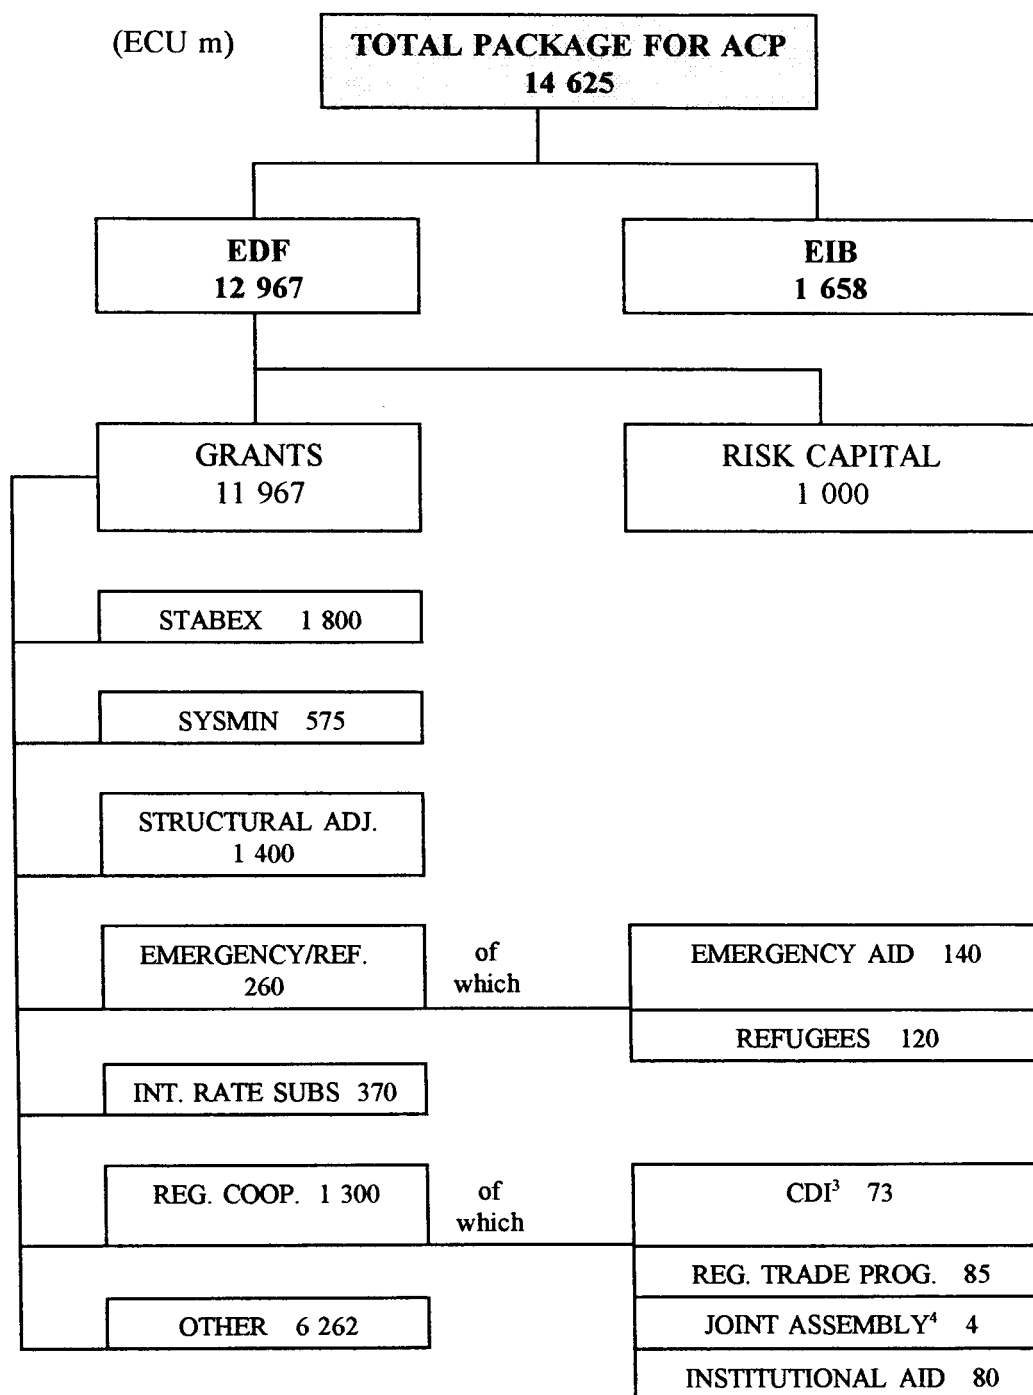 (ECU m)
TOTAL PACKAGE FOR ACP
14 625
EDF
12 967
EIB
1 658
GRANTS
11 967
RISK CAPITAL
1 000
STABEX 1 800
SYSMIN 575
STRUCTURAL ADJ.
1 400
EMERGENCY/REF.
260
of
which
EMERGENCY AID 140
REFUGEES 120
INT. RATE SUBS 370
REG. COOP. 1 300
of
which
CDI³ 73
REG. TRADE PROG. 85
JOINT ASSEMBLY⁴ 4
INSTITUTIONAL AID 80
OTHER 6 262